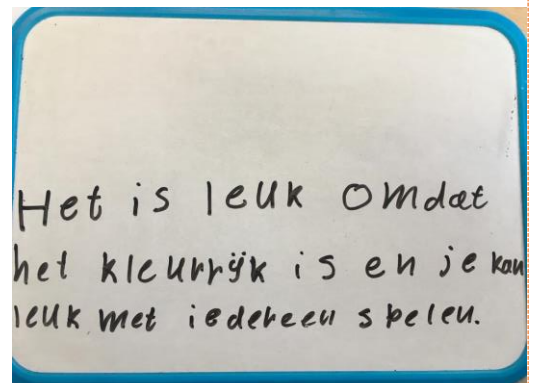 Het is leuk omdat
het kleurrijk is en je kan
leuk met iedereen spelen.